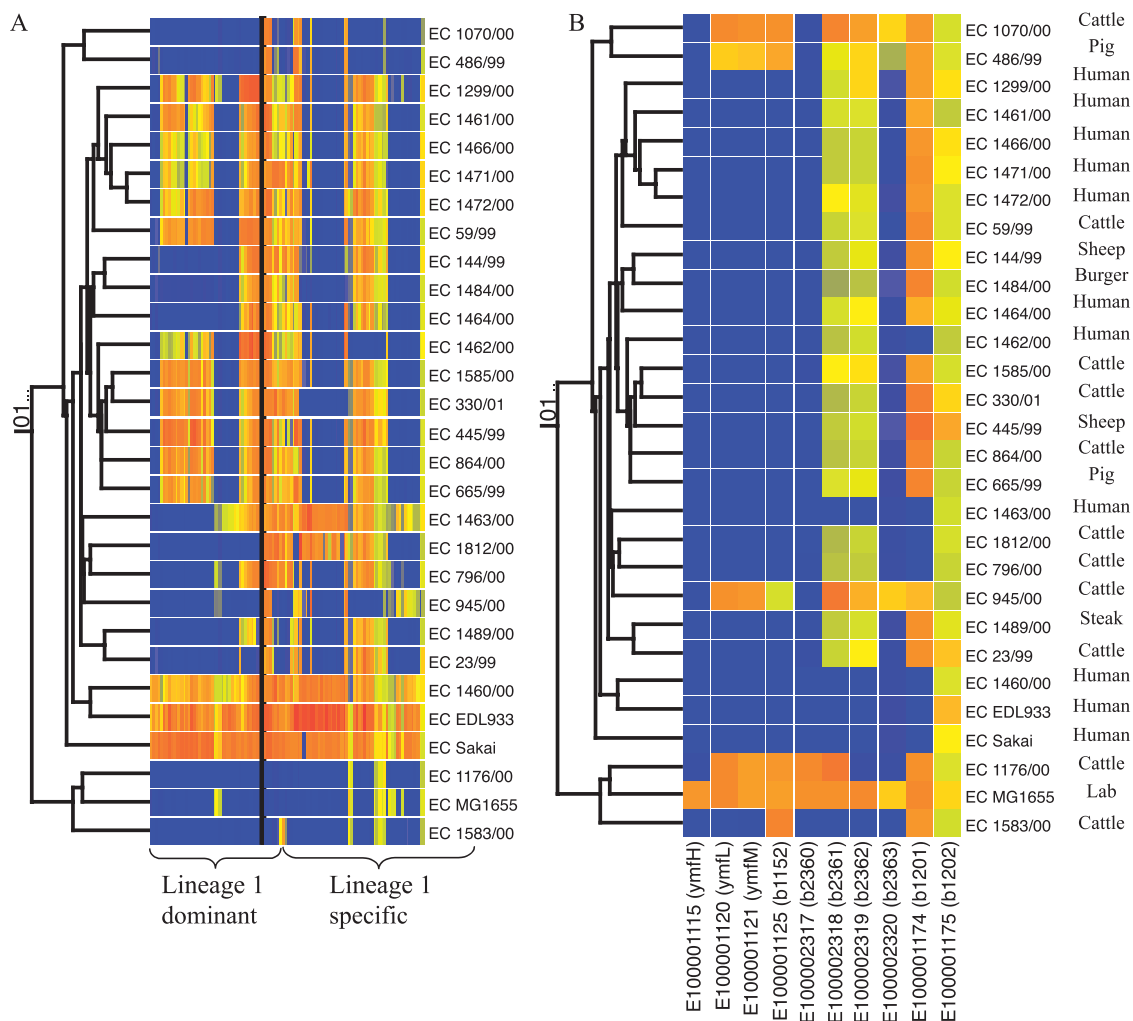 A
EC 1070/00
EC 486/99
EC 1299/00
EC 1461/00
EC 1466/00
EC 1471/00
EC 1472/00
EC 59/99
EC 144/99
EC 1484/00
EC 1464/00
EC 1462/00
EC 1585/00
EC 330/01
EC 445/99
EC 864/00
EC 665/99
EC 1463/00
EC 1812/00
EC 796/00
EC 945/00
EC 1489/00
EC 23/99
EC 1460/00
EC EDL933
EC Sakai
EC 1176/00
EC MG1655
EC 1583/00
Lineage 1
dominant
Lineage 1
specific
B
EC 1070/00 Cattle
EC 486/99 Pig
EC 1299/00 Human
EC 1461/00 Human
EC 1466/00 Human
EC 1471/00 Human
EC 1472/00 Human
EC 59/99 Cattle
EC 144/99 Sheep
EC 1484/00 Burger
EC 1464/00 Human
EC 1462/00 Human
EC 1585/00 Cattle
EC 330/01 Cattle
EC 445/99 Sheep
EC 864/00 Cattle
EC 665/99 Pig
EC 1463/00 Human
EC 1812/00 Cattle
EC 796/00 Cattle
EC 945/00 Cattle
EC 1489/00 Steak
EC 23/99 Cattle
EC 1460/00 Human
EC EDL933 Human
EC Sakai Human
EC 1176/00 Cattle
EC MG1655 Lab
EC 1583/00 Cattle
E100001115 (ymfH)
E100001120 (ymfL)
E100001121 (ymfM)
E100001125 (b1152)
E100002317 (b2360)
E100002318 (b2361)
E100002319 (b2362)
E100002320 (b2363)
E100001174 (b1201)
E100001175 (b1202)